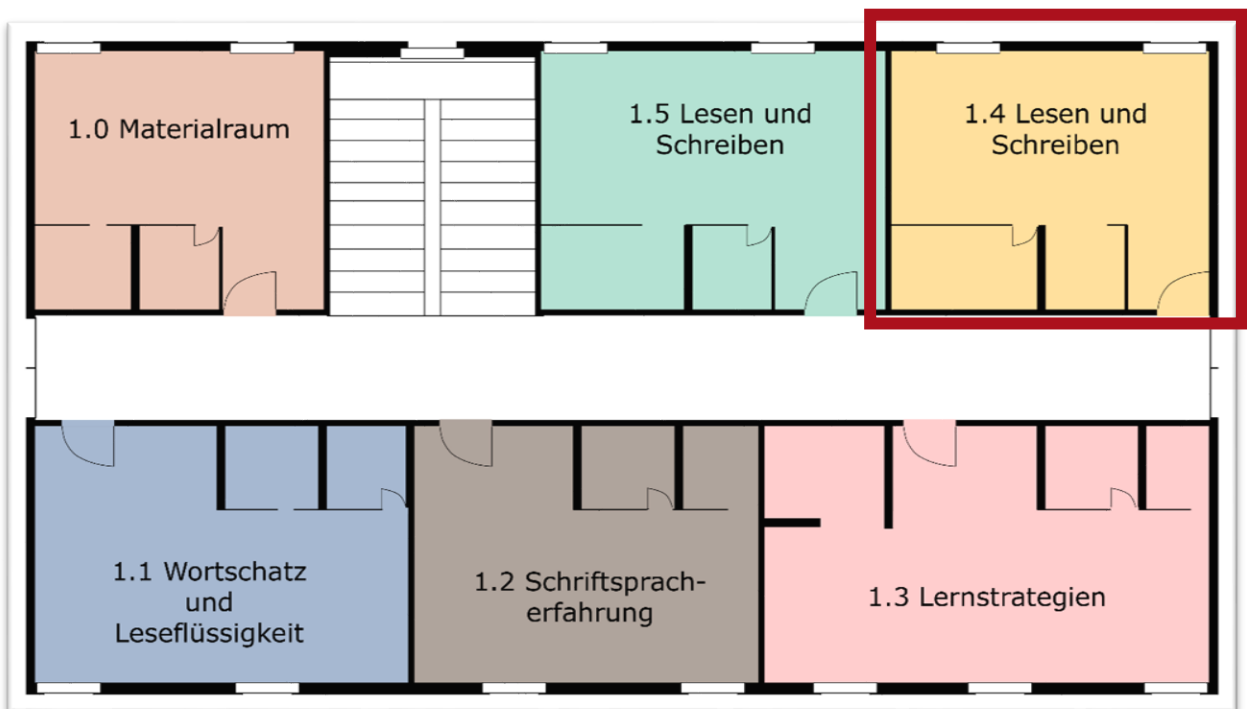 1.0 Materialraum
1.5 Lesen und
Schreiben
1.4 Lesen und
Schreiben
1.1 Wortschatz
und
Leseflüssigkeit
1.2 Schriftsprach-
erfahrung
1.3 Lernstrategien